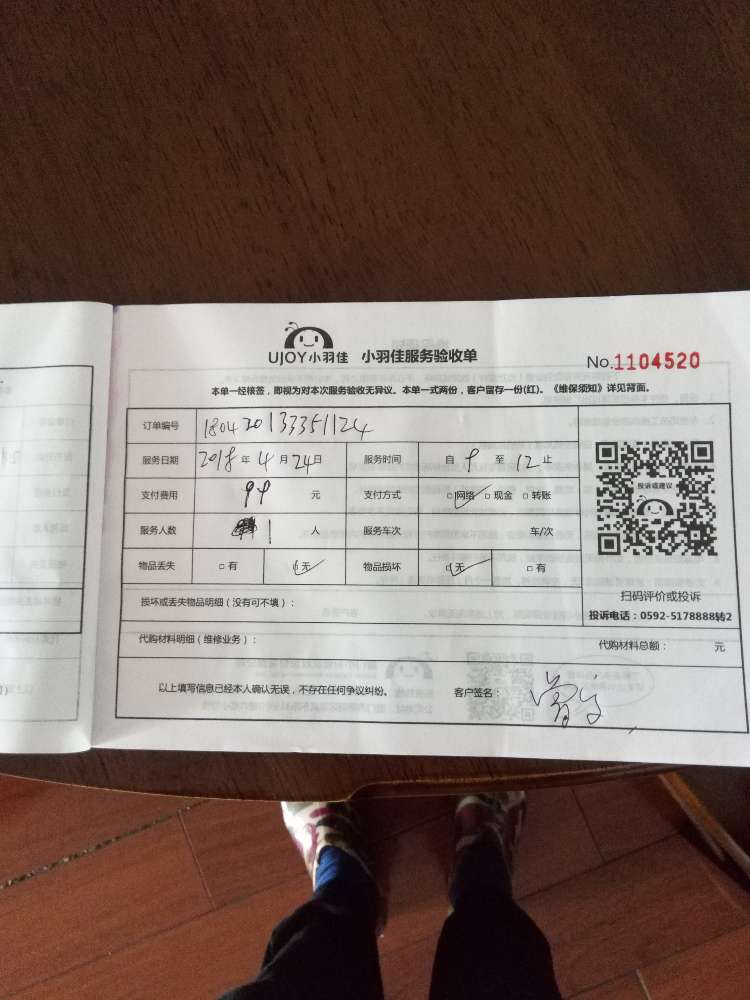 UJOY小羽佳 小羽佳服务验收单 No.1104520
本单一经核签，即视为对本次服务验收无异议。本单一式两份，客户留存一份(红)。《维保须知》详见背面。
订单编号 180420133351124
服务日期 2018年4月24日 服务时间 自9至12止
支付费用 99元 支付方式 □网络 □现金 □转账
服务人数 1人 服务车次 车/次
物品丢失 □有 □无 物品损坏 □无 □有
投诉或建议
扫码评价或投诉
投诉电话：0592-5178888转2
损坏或丢失物品明细（没有可不填）：
代购材料明细（维修业务）： 代购材料总额： 元
以上填写信息已经本人确认无误，不存在任何争议纠纷。 客户签名：